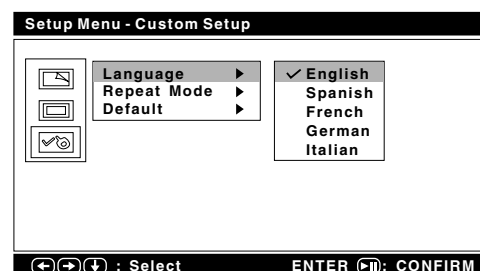 Setup Menu - Custom Setup
Language
Repeat Mode
Default
English
Spanish
French
German
Italian
: Select ENTER : CONFIRM